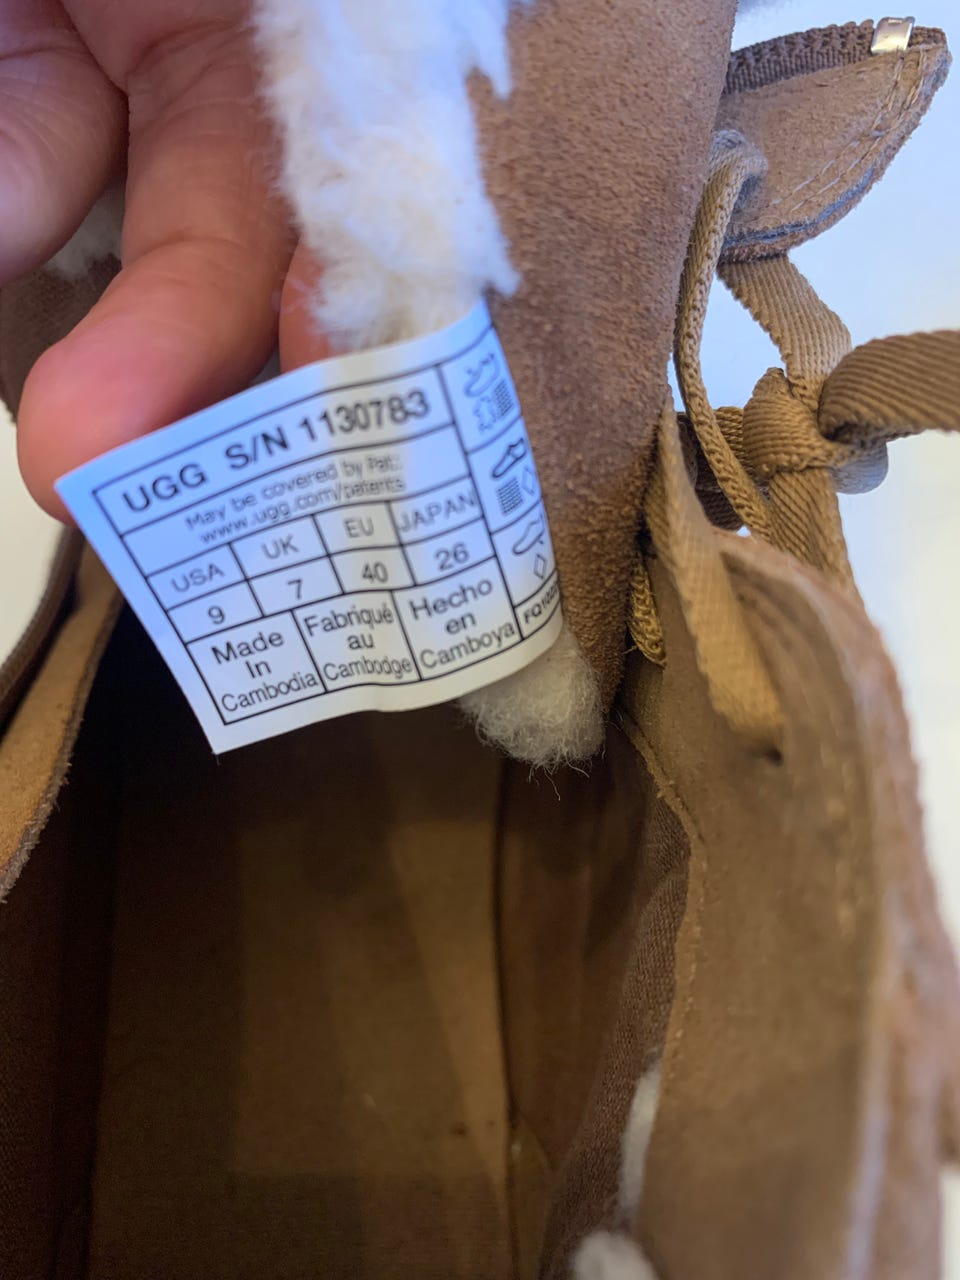 UGG S/N 1130783
May be covered by Pat.:
www.ugg.com/patents
USA UK EU JAPAN
9 7 40 26
Made In Cambodia
Fabriqué au Cambodge
Hecho en Camboya